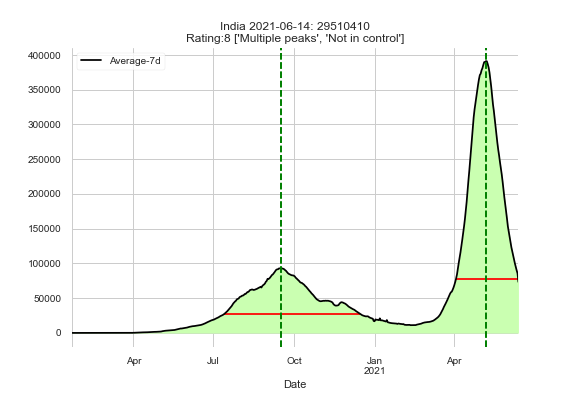 India 2021-06-14: 29510410
Rating:8 ['Multiple peaks', 'Not in control']
Average-7d
400000
350000
300000
250000
200000
150000
100000
50000
0
Apr Jul Oct Jan Apr
2021
Date